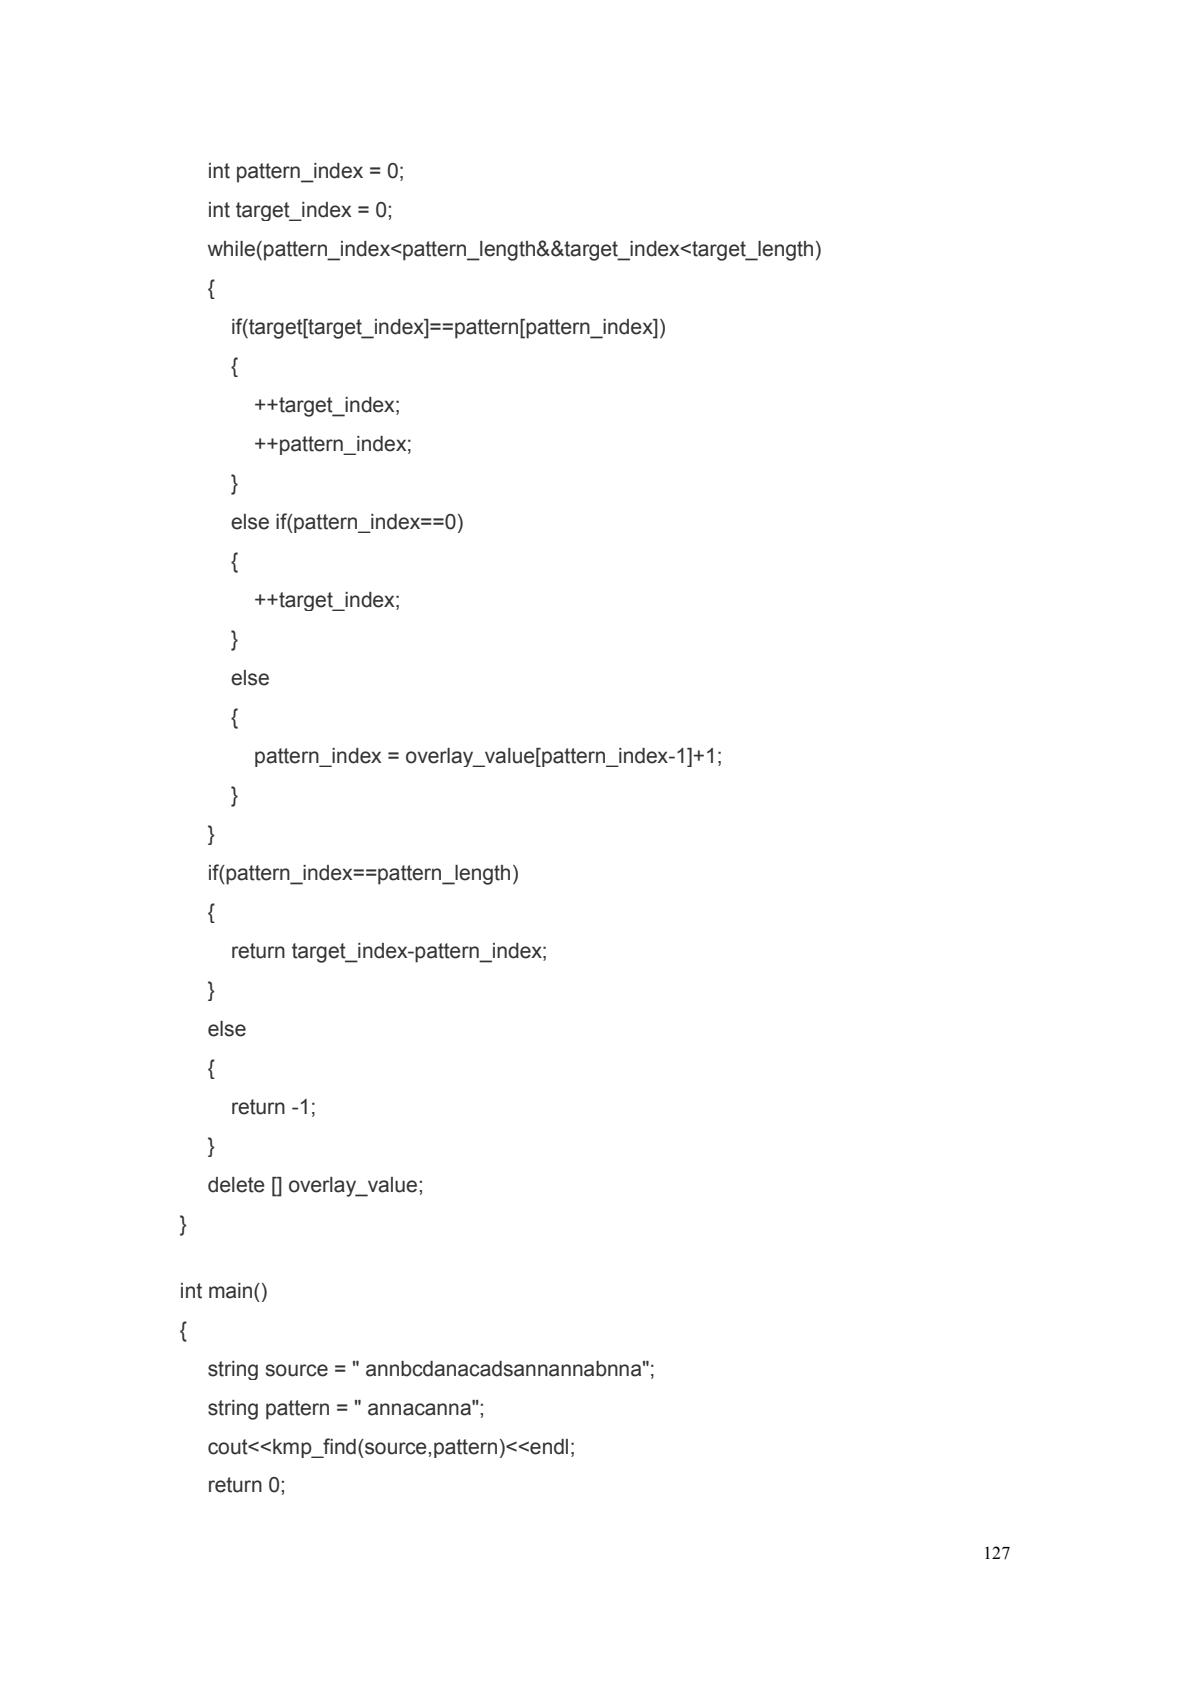 int pattern_index = 0;
int target_index = 0;
while(pattern_index<pattern_length&&target_index<target_length)
{
if(target[target_index]==pattern[pattern_index])
{
++target_index;
++pattern_index;
}
else if(pattern_index==0)
{
++target_index;
}
else
{
pattern_index = overlay_value[pattern_index-1]+1;
}
}
if(pattern_index==pattern_length)
{
return target_index-pattern_index;
}
else
{
return -1;
}
delete [] overlay_value;
}
int main()
{
string source = " annbcdanacadsannannabnna";
string pattern = " annacanna";
cout<<kmp_find(source,pattern)<<endl;
return 0;
127